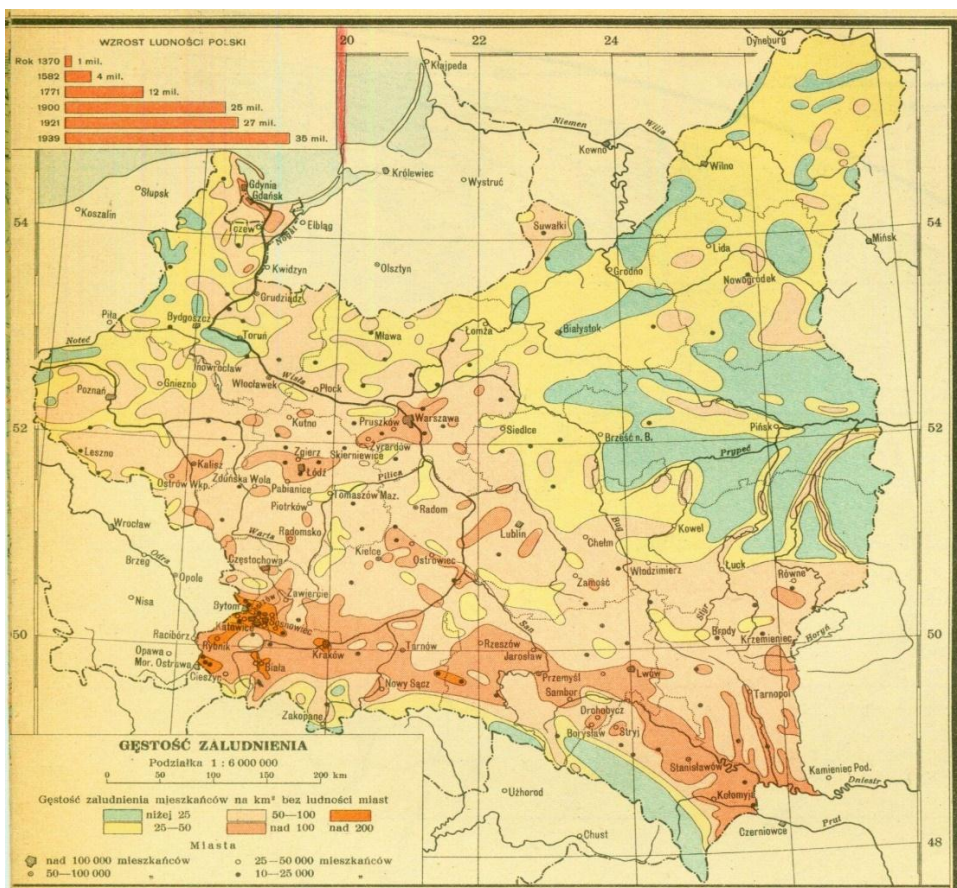 WZROST LUDNOŚCI POLSKI
Rok 1370 1 mil.
1582 4 mil.
1771 12 mil.
1900 25 mil.
1921 27 mil.
1939 35 mil.
20 22 24 26
Dyneburg
Kłajpeda
Niemen
Wilia
Kowno
Wilno
Królewiec
Wystruć
Gdynia
Gdańsk
Słupsk
Koszalin
54
Tczew
Nogat
Elbląg
Suwałki
54
Lida
Mińsk
Kwidzyn
Olsztyn
Grodno
Nowogródek
Grudziądz
Piła
Bydgoszcz
Toruń
Mława
Łomża
Białystok
Noteć
Inowrocław
Wisła
Poznań
Gniezno
Włocławek
Płock
52
Kutno
Pruszków
Warszawa
Siedlce
Brześć n. B.
Pińsk
52
Leszno
Żyrardów
Skierniewice
Prypeć
Kalisz
Zgierz
Łódź
Ostrów Wkp.
Zduńska Wola
Pabianice
Pilica
Tomaszów Maz.
Piotrków
Radom
Wrocław
Radomsko
Warta
Lublin
Bug
Kowel
Chełm
Odra
Brzeg
Opole
Częstochowa
Kielce
Ostrowiec
Łuck
Równe
Nisa
Zawiercie
Zamość
Włodzimierz
Bytom
Sosnowiec
Katowice
50
San
Styr
Brody
Krzemieniec
Horyń
50
Racibórz
Rybnik
Opawa
Mor. Ostrawa
Kraków
Tarnów
Rzeszów
Jarosław
Cieszyn
Biała
Przemyśl
Lwów
Nowy Sącz
Sambor
Tarnopol
Zakopane
Drohobycz
Borysław
Stryj
Stanisławów
Kamieniec Pod.
Dniestr
Użhorod
Kołomyja
Czerniowce
Prut
Chust
48
GĘSTOŚĆ ZALUDNIENIA
Podziałka 1 : 6 000 000
0 50 100 150 200 km
Gęstość zaludnienia mieszkańców na km² bez ludności miast
niżej 25 50—100
25—50 nad 100 nad 200
Miasta
nad 100 000 mieszkańców 25—50 000 mieszkańców
50—100 000 „ 10—25 000 „